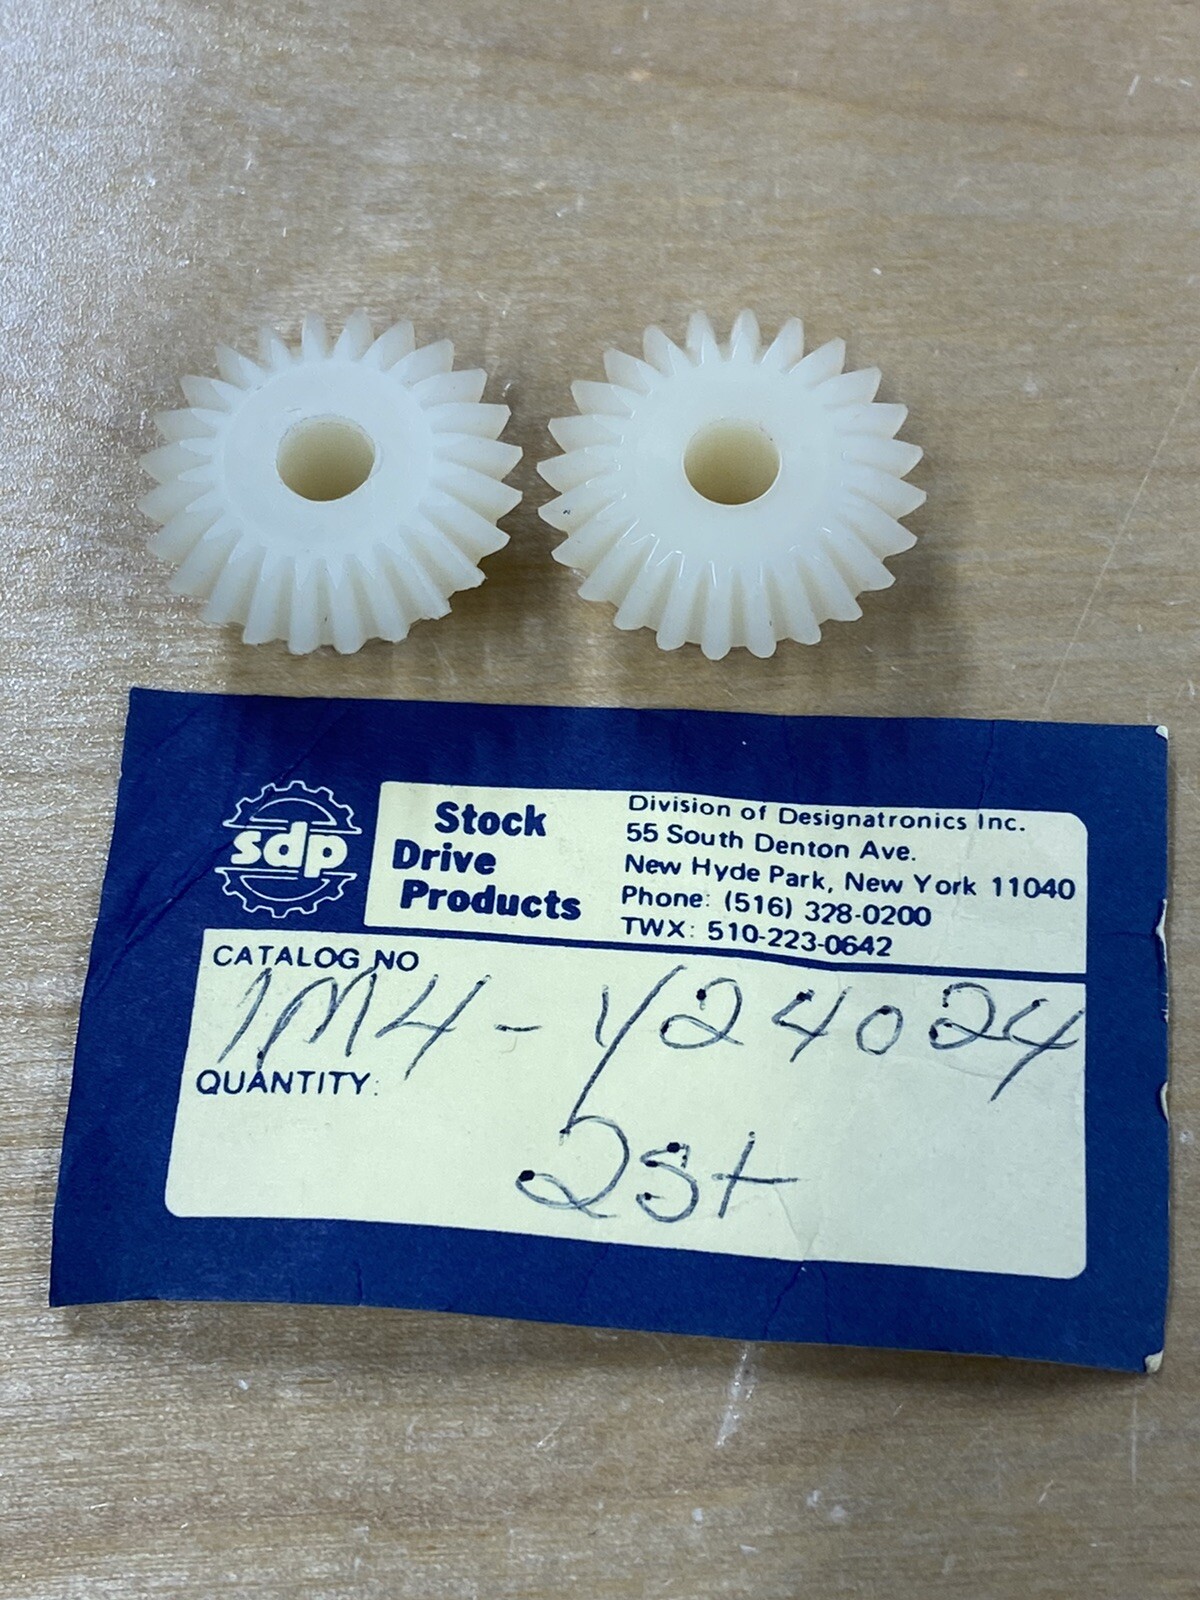 sdp
Stock
Drive
Products
Division of Designatronics Inc.
55 South Denton Ave.
New Hyde Park, New York 11040
Phone: (516) 328-0200
TWX: 510-223-0642
CATALOG NO
1M4-Y24024
QUANTITY:
2st